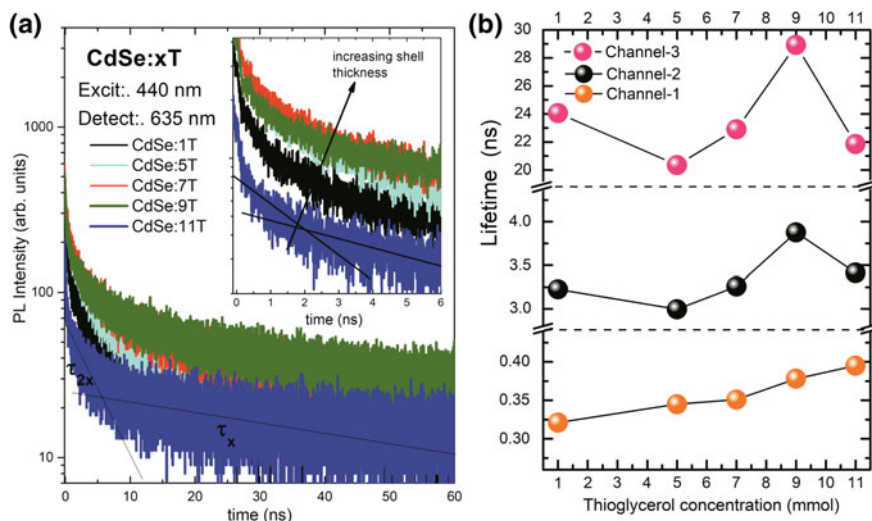 (a)
CdSe:xT
Excit:. 440 nm
Detect:. 635 nm
CdSe:1T
CdSe:5T
CdSe:7T
CdSe:9T
CdSe:11T
increasing shell
thickness
0 1 2 3 4 5 6
time (ns)
1000
100
10
PL Intensity (arb. units)
τ2x
τx
0 10 20 30 40 50 60
time (ns)
(b)
1 2 3 4 5 6 7 8 9 10 11
Channel-3
Channel-2
Channel-1
30
28
26
24
22
20
4.0
3.5
3.0
0.40
0.35
0.30
Lifetime (ns)
1 2 3 4 5 6 7 8 9 10 11
Thioglycerol concentration (mmol)